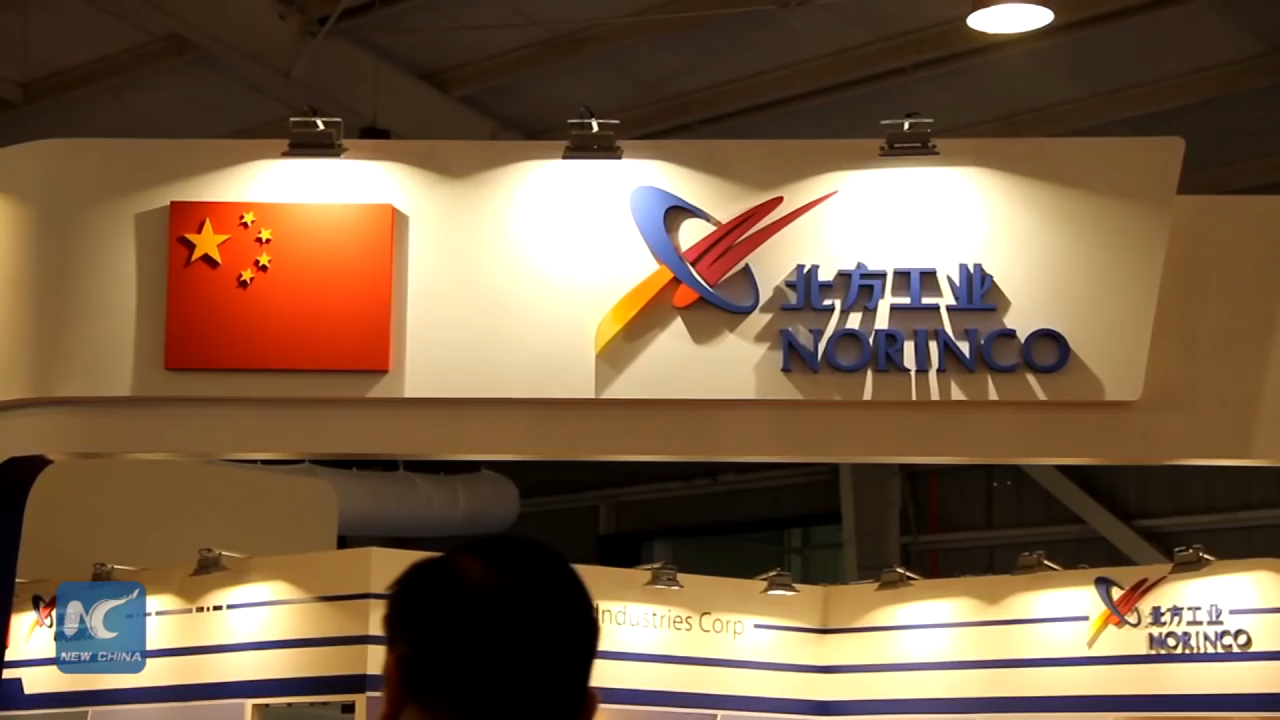 北方工业
NORINCO
Industries Corp
北方工业
NORINCO
NEW CHINA